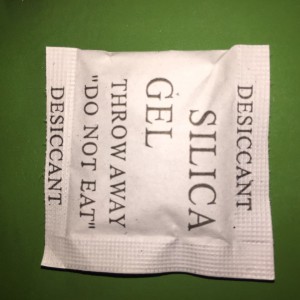 DESICCANT
SILICA
GEL
THROW AWAY
"DO NOT EAT"
DESICCANT